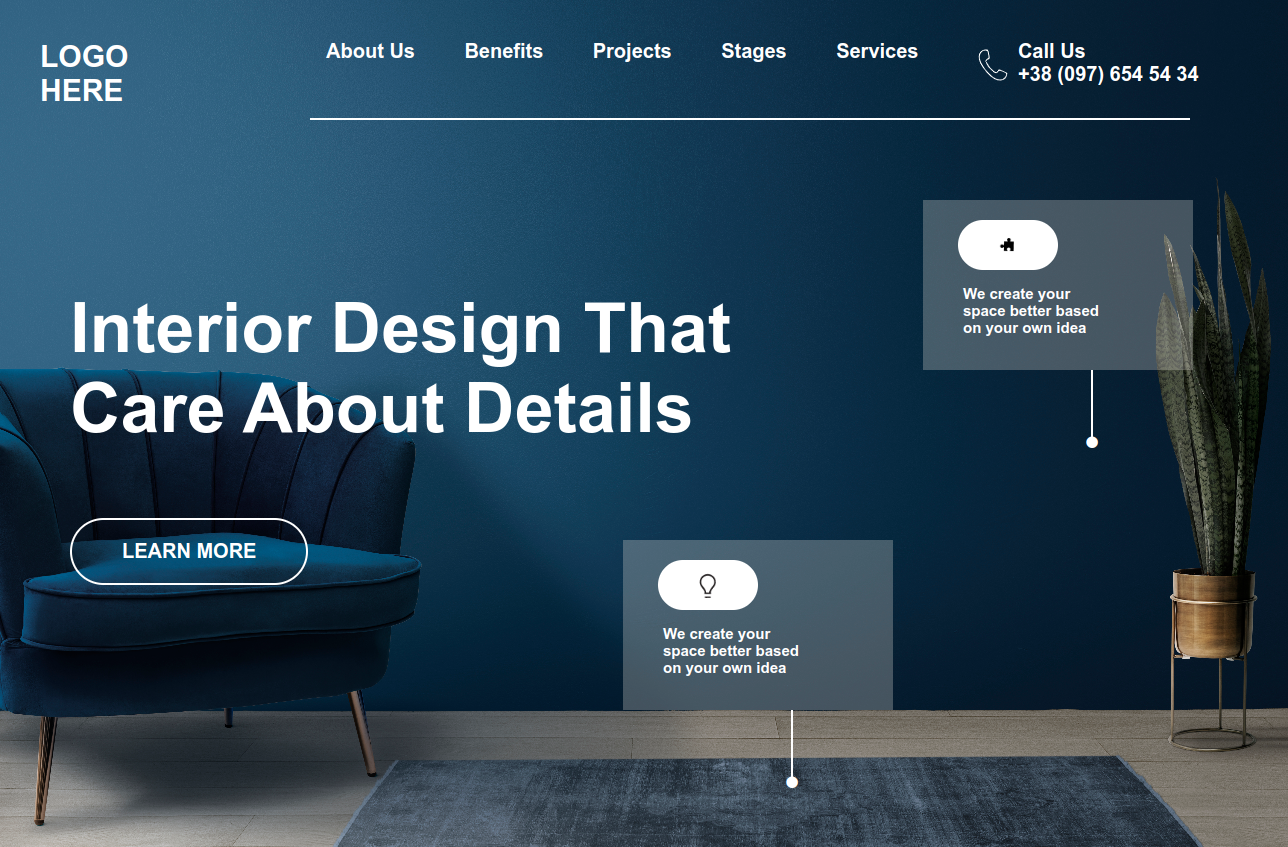 LOGO
HERE
About Us
Benefits
Projects
Stages
Services
Call Us
+38 (097) 654 54 34
We create your
space better based
on your own idea
Interior Design That
Care About Details
LEARN MORE
We create your
space better based
on your own idea